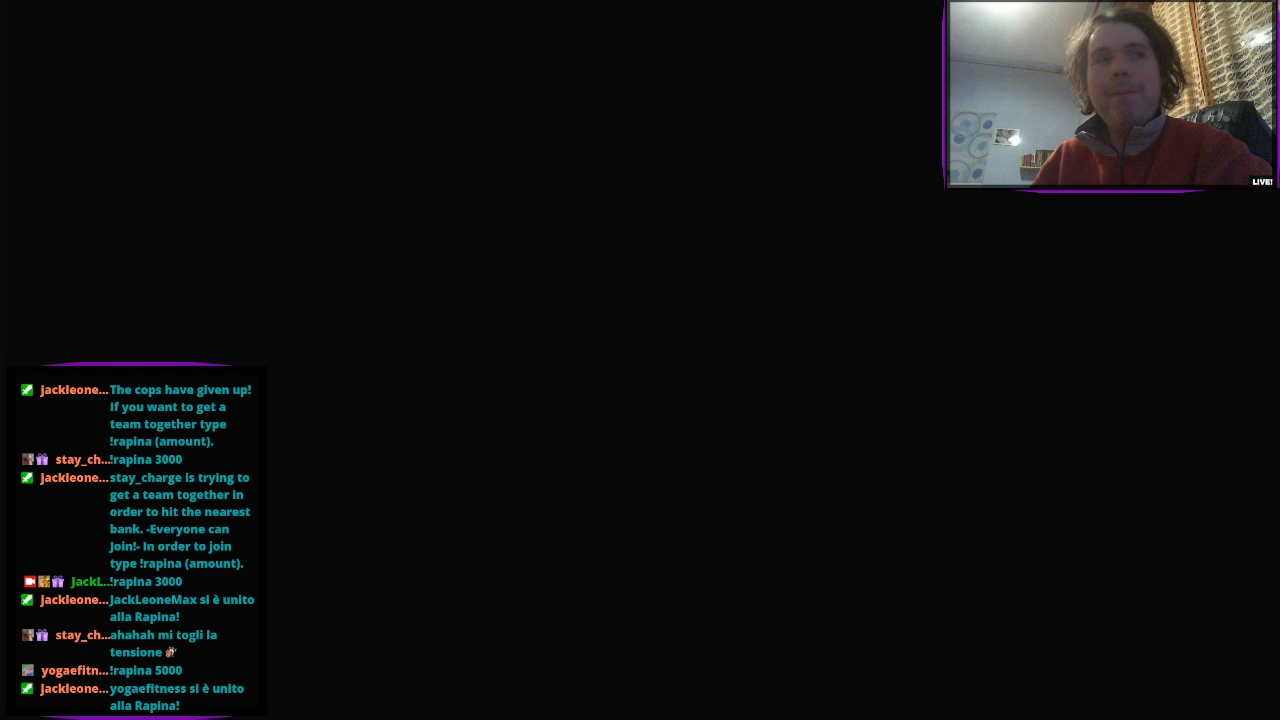 LIVE!
jackleone... The cops have given up!
If you want to get a
team together type
!rapina (amount).
stay_ch... !rapina 3000
jackleone... stay_charge is trying to
get a team together in
order to hit the nearest
bank. -Everyone can
Join!- In order to join
type !rapina (amount).
JackL... !rapina 3000
jackleone... JackLeoneMax si è unito
alla Rapina!
stay_ch... ahahah mi togli la
tensione
yogaefitn... !rapina 5000
jackleone... yogaefitness si è unito
alla Rapina!